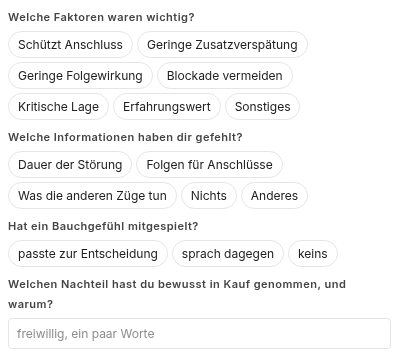 Welche Faktoren waren wichtig?
Schützt Anschluss Geringe Zusatzverspätung
Geringe Folgewirkung Blockade vermeiden
Kritische Lage Erfahrungswert Sonstiges
Welche Informationen haben dir gefehlt?
Dauer der Störung Folgen für Anschlüsse
Was die anderen Züge tun Nichts Anderes
Hat ein Bauchgefühl mitgespielt?
passte zur Entscheidung sprach dagegen keins
Welchen Nachteil hast du bewusst in Kauf genommen, und
warum?
freiwillig, ein paar Worte